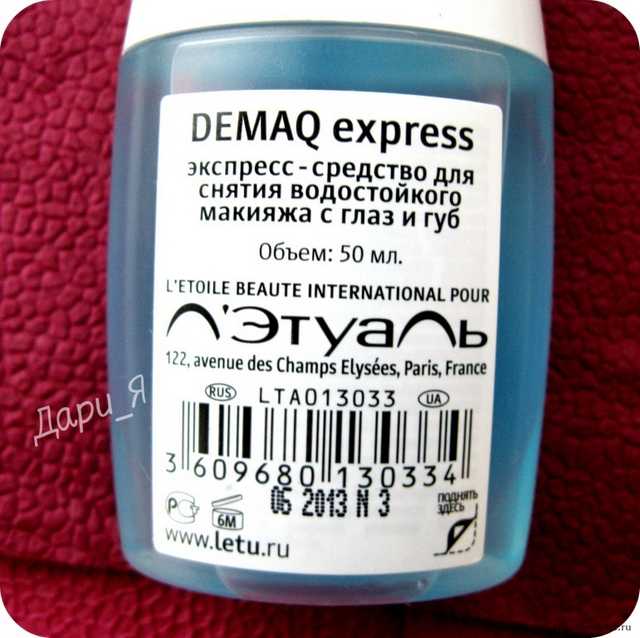 DEMAQ express
экспресс - средство для
снятия водостойкого
макияжа с глаз и губ
Объем: 50 мл.
L'ETOILE BEAUTE INTERNATIONAL POUR
Л'Этуаль
122, avenue des Champs Elysées, Paris, France
RUS LTA013033 UA
Дари_Я
3 609680 130334
05 2013 N 3
ПОДНЯТЬ
ЗДЕСЬ
6M
www.letu.ru